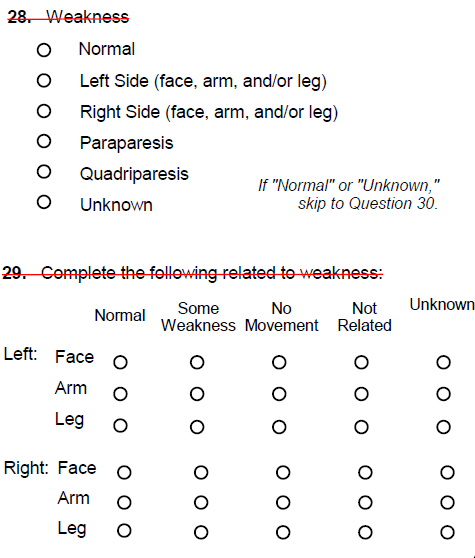 28. Weakness
Normal
Left Side (face, arm, and/or leg)
Right Side (face, arm, and/or leg)
Paraparesis
Quadriparesis
Unknown
If "Normal" or "Unknown,"
skip to Question 30.
29. Complete the following related to weakness:
Normal Some Weakness No Movement Not Related Unknown
Left: Face
Arm
Leg
Right: Face
Arm
Leg